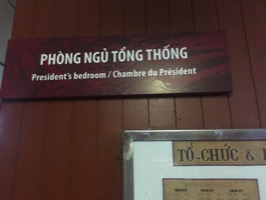 PHÒNG NGỦ TỔNG THỐNG
President's bedroom / Chambre du Président
TỔ-CHỨC &